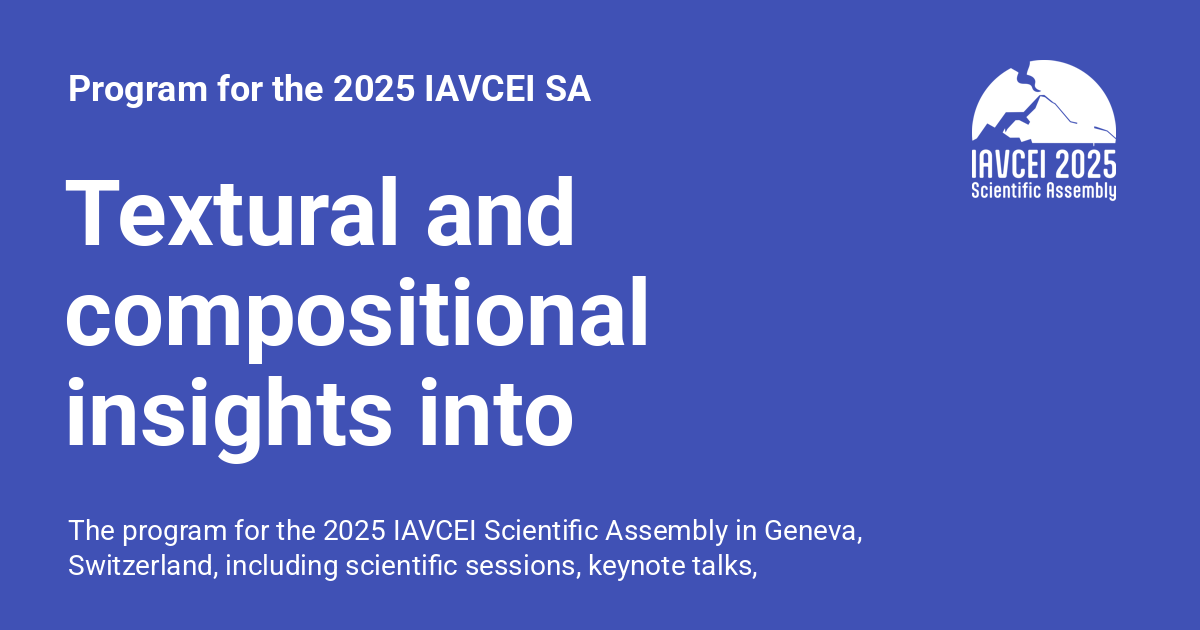 Program for the 2025 IAVCEI SA
IAVCEI 2025
Scientific Assembly
Textural and
compositional
insights into
The program for the 2025 IAVCEI Scientific Assembly in Geneva,
Switzerland, including scientific sessions, keynote talks,